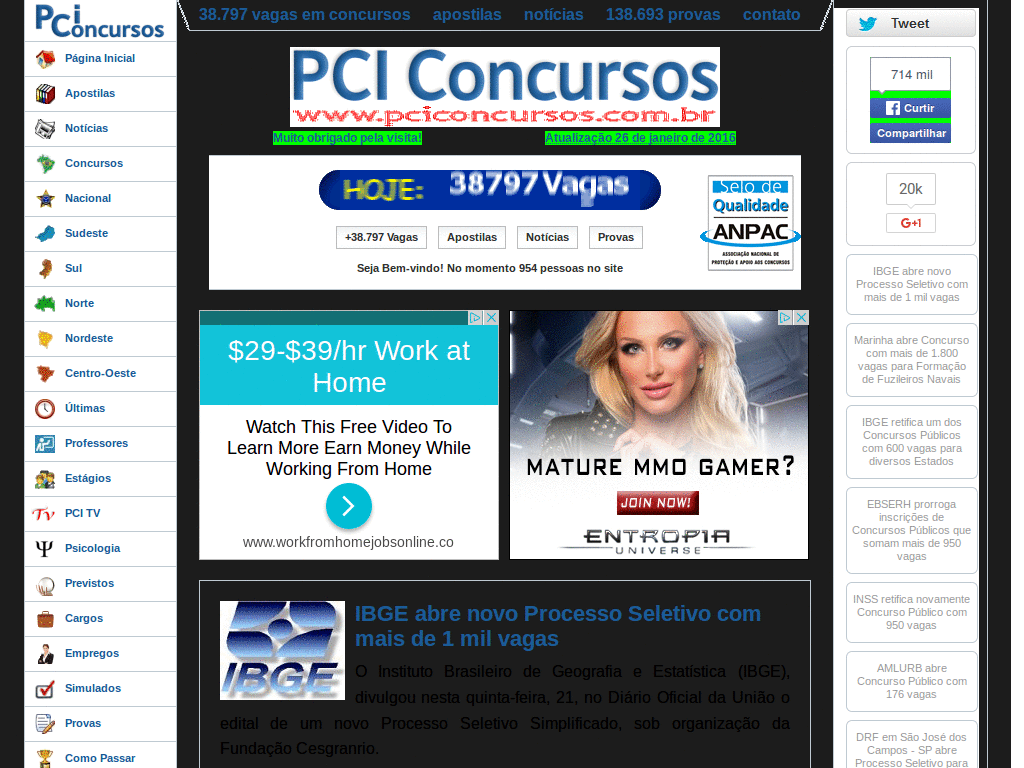 Pci Concursos
Página Inicial
Apostilas
Notícias
Concursos
Nacional
Sudeste
Sul
Norte
Nordeste
Centro-Oeste
Últimas
Professores
Estágios
Tv
PCI TV
Ψ
Psicologia
Previstos
Cargos
Empregos
Simulados
Provas
Como Passar
38.797 vagas em concursos apostilas notícias 138.693 provas contato
PCI Concursos
www.pciconcursos.com.br
Muito obrigado pela visita! Atualização 26 de janeiro de 2016
HOJE: 38797 Vagas
+38.797 Vagas Apostilas Notícias Provas
Seja Bem-vindo! No momento 954 pessoas no site
Selo de
Qualidade
ANPAC
ASSOCIAÇÃO NACIONAL DE
PROTEÇÃO E APOIO AOS CONCURSOS
$29-$39/hr Work at
Home
Watch This Free Video To
Learn More Earn Money While
Working From Home
www.workfromhomejobsonline.co
MATURE MMO GAMER?
JOIN NOW!
ENTROPIA
UNIVERSE
IBGE
IBGE abre novo Processo Seletivo com
mais de 1 mil vagas
O Instituto Brasileiro de Geografia e Estatística (IBGE),
divulgou nesta quinta-feira, 21, no Diário Oficial da União o
edital de um novo Processo Seletivo Simplificado, sob organização da
Fundação Cesgranrio.
Tweet
714 mil
Curtir
Compartilhar
20k
G+1
IBGE abre novo
Processo Seletivo com
mais de 1 mil vagas
Marinha abre Concurso
com mais de 1.800
vagas para Formação
de Fuzileiros Navais
IBGE retifica um dos
Concursos Públicos
com 600 vagas para
diversos Estados
EBSERH prorroga
inscrições de
Concursos Públicos que
somam mais de 950
vagas
INSS retifica novamente
Concurso Público com
950 vagas
AMLURB abre
Concurso Público com
176 vagas
DRF em São José dos
Campos - SP abre
Processo Seletivo para